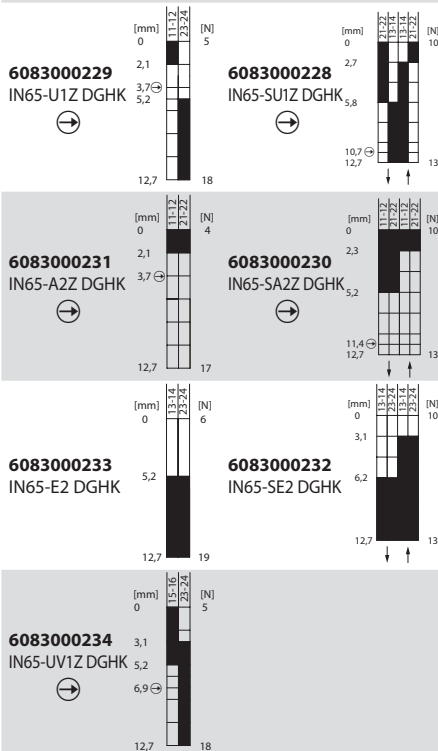 [mm] 11-12 23-24 [N]
0 5
2,1
3,7
5,2
12,7 18
6083000229
IN65-U1Z DGHK
[mm] 21-22 13-14 13-14 21-22 [N]
0 10
2,7
5,8
10,7
12,7 13
6083000228
IN65-SU1Z DGHK
[mm] 11-12 21-22 [N]
0 4
2,1
3,7
12,7 17
6083000231
IN65-A2Z DGHK
[mm] 11-12 21-22 11-12 21-22 [N]
0 10
2,3
5,2
11,4
12,7 13
6083000230
IN65-SA2Z DGHK
[mm] 13-14 23-24 [N]
0 6
5,2
12,7 19
6083000233
IN65-E2 DGHK
[mm] 13-14 23-24 13-14 23-24 [N]
0 10
3,1
6,2
12,7 13
6083000232
IN65-SE2 DGHK
[mm] 15-16 23-24 [N]
0 5
3,1
5,2
6,9
12,7 18
6083000234
IN65-UV1Z DGHK